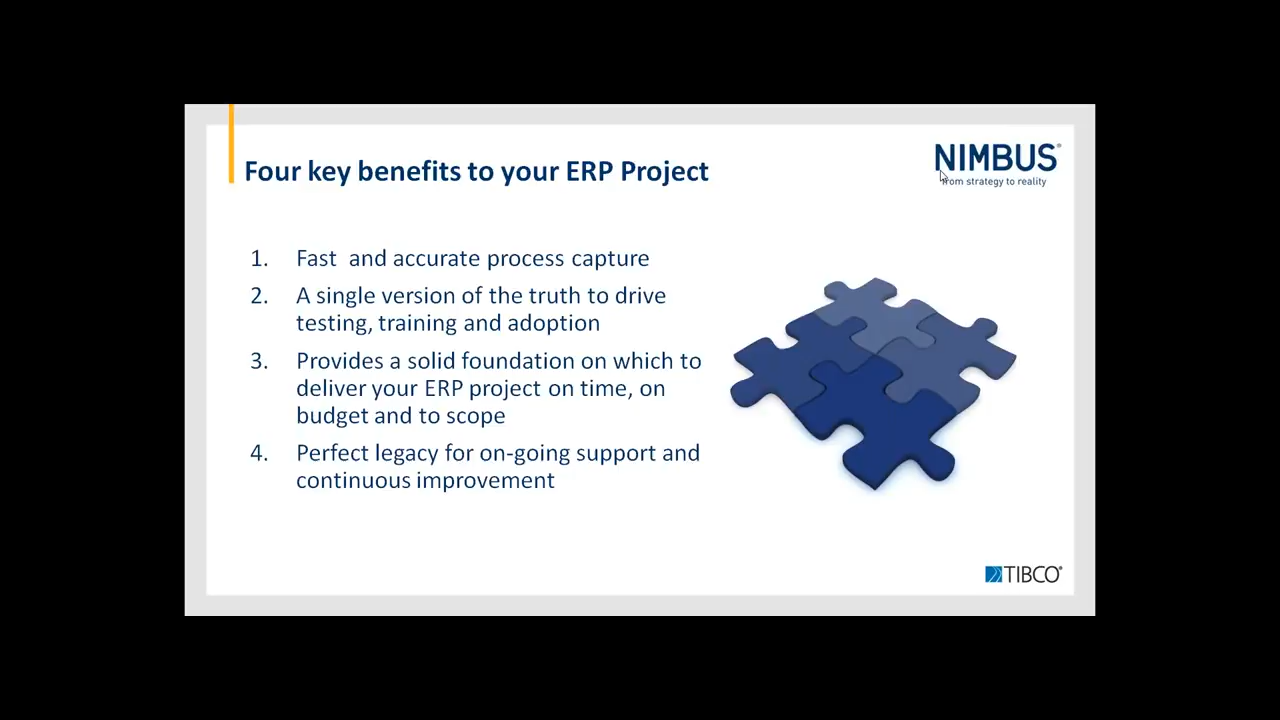 Four key benefits to your ERP Project
NIMBUS®
from strategy to reality
1. Fast and accurate process capture
2. A single version of the truth to drive
testing, training and adoption
3. Provides a solid foundation on which to
deliver your ERP project on time, on
budget and to scope
4. Perfect legacy for on-going support and
continuous improvement
TIBCO®